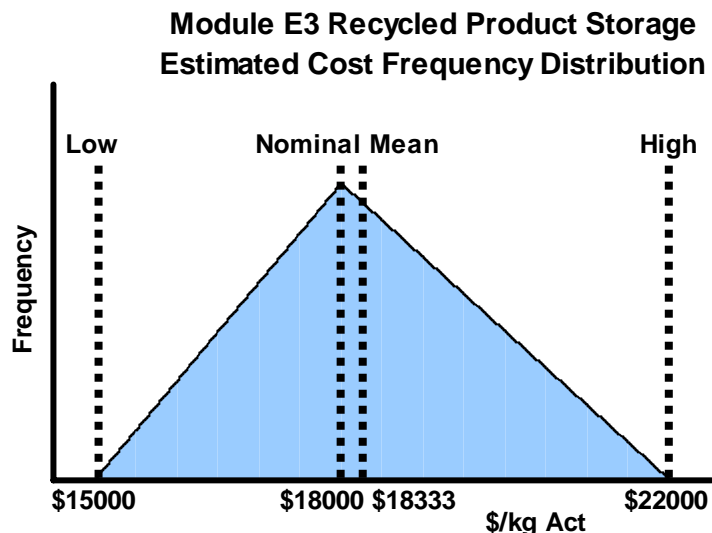 Module E3 Recycled Product Storage
Estimated Cost Frequency Distribution
Low
Nominal Mean
High
Frequency
$15000
$18000 $18333
$22000
$/kg Act